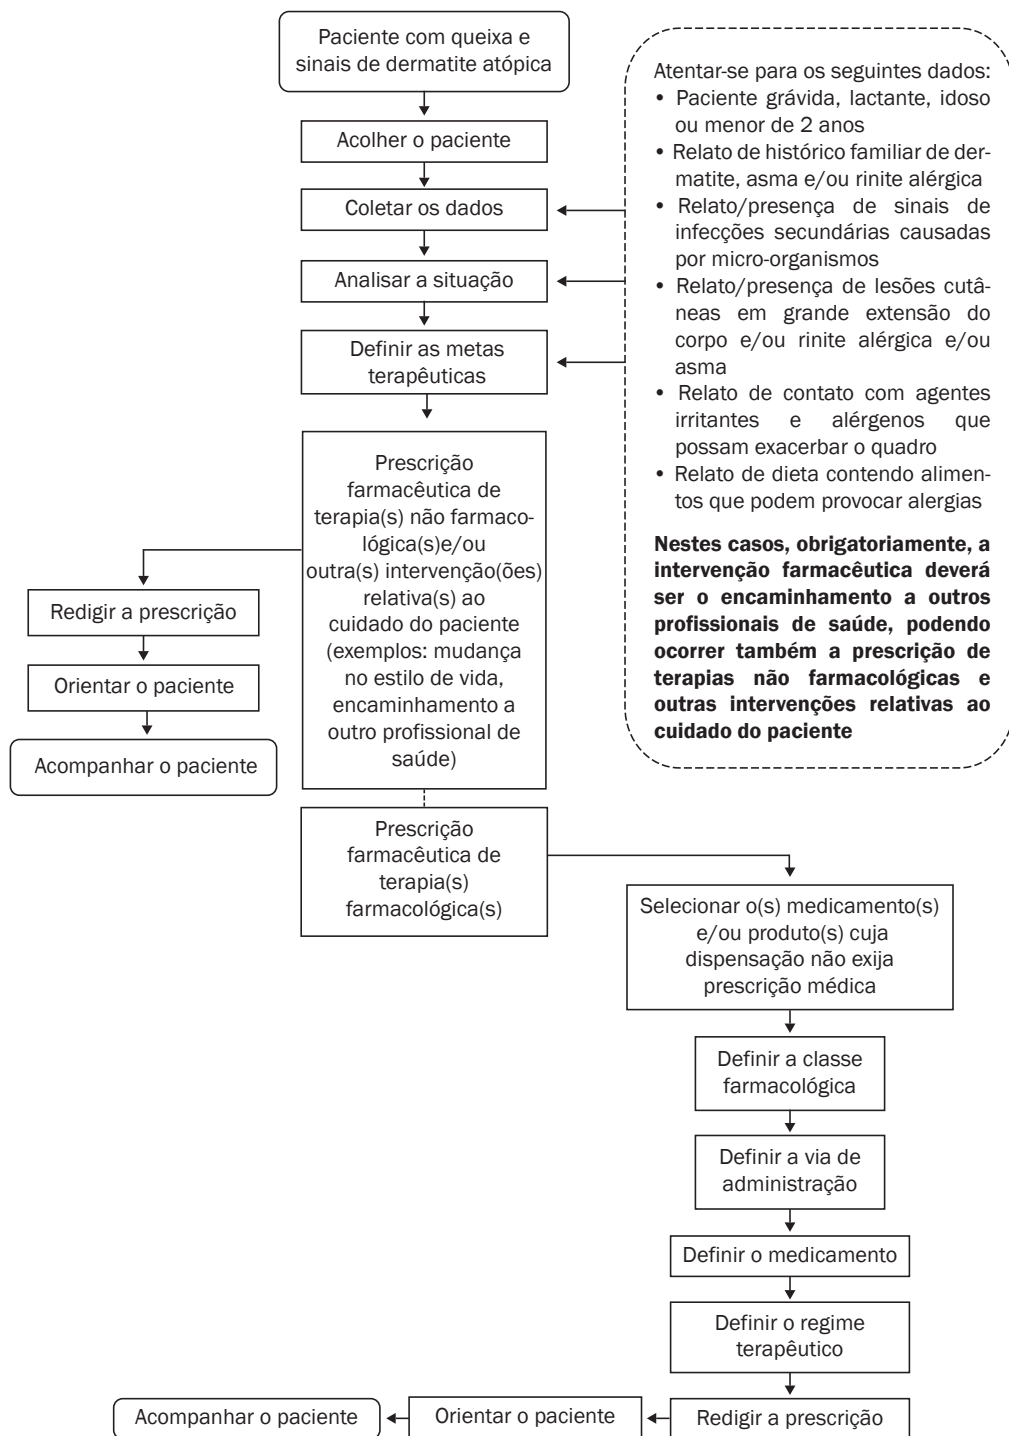 Paciente com queixa e
sinais de dermatite atópica
Acolher o paciente
Coletar os dados
Analisar a situação
Definir as metas
terapêuticas
Atentar-se para os seguintes dados:
• Paciente grávida, lactante, idoso
ou menor de 2 anos
• Relato de histórico familiar de der-
matite, asma e/ou rinite alérgica
• Relato/presença de sinais de
infecções secundárias causadas
por micro-organismos
• Relato/presença de lesões cutâ-
neas em grande extensão do
corpo e/ou rinite alérgica e/ou
asma
• Relato de contato com agentes
irritantes e alérgenos que
possam exacerbar o quadro
• Relato de dieta contendo alimen-
tos que podem provocar alergias
Nestes casos, obrigatoriamente, a
intervenção farmacêutica deverá
ser o encaminhamento a outros
profissionais de saúde, podendo
ocorrer também a prescrição de
terapias não farmacológicas e
outras intervenções relativas ao
cuidado do paciente
Prescrição
farmacêutica de
terapia(s) não farmaco-
lógica(s)e/ou
outra(s) intervenção(ões)
relativa(s) ao
cuidado do paciente
(exemplos: mudança
no estilo de vida,
encaminhamento a
outro profissional de
saúde)
Redigir a prescrição
Orientar o paciente
Acompanhar o paciente
Prescrição
farmacêutica de
terapia(s)
farmacológica(s)
Selecionar o(s) medicamento(s)
e/ou produto(s) cuja
dispensação não exija
prescrição médica
Definir a classe
farmacológica
Definir a via de
administração
Definir o medicamento
Definir o regime
terapêutico
Redigir a prescrição
Orientar o paciente
Acompanhar o paciente